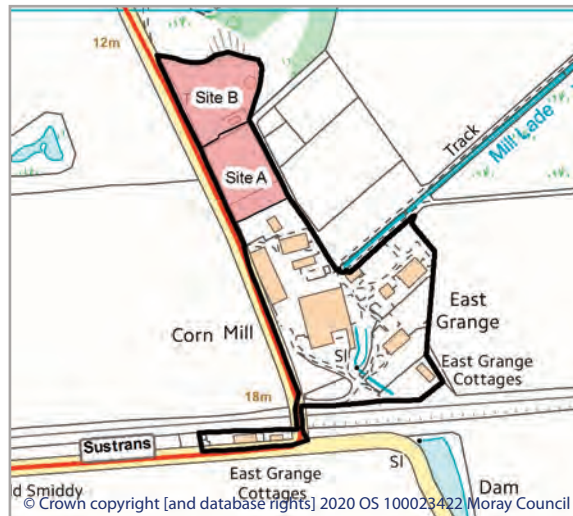 12m
Site B
Track
Mill Lade
Site A
East
Grange
Corn Mill
Sl
East Grange
Cottages
18m
Sustrans
Sl
East Grange
Cottages
d Smiddy
Dam
© Crown copyright [and database rights] 2020 OS 100023422 Moray Council